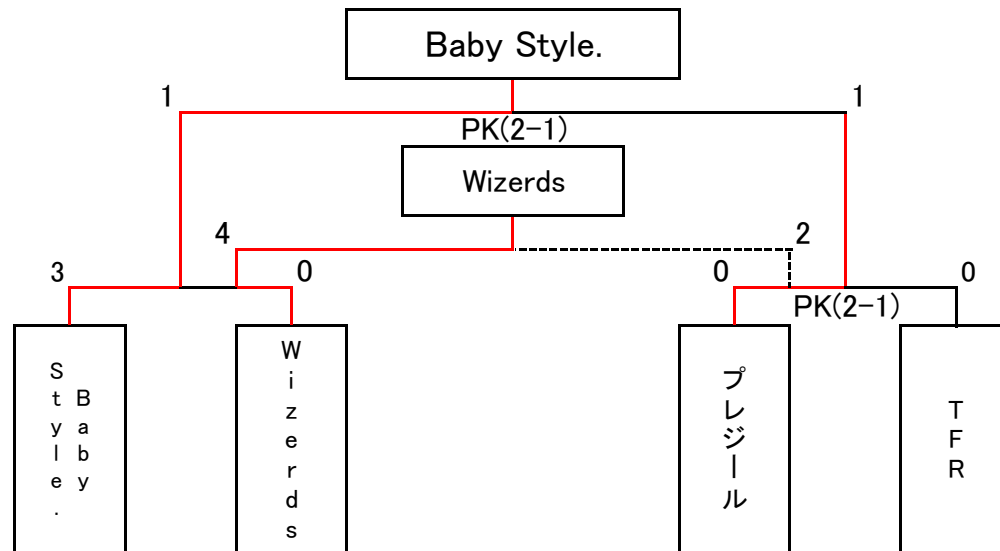 Baby Style.
1
1
PK(2-1)
Wizerds
4
2
3
0
0
0
PK(2-1)
Baby
Style.
Wizerds
プレジール
TFR